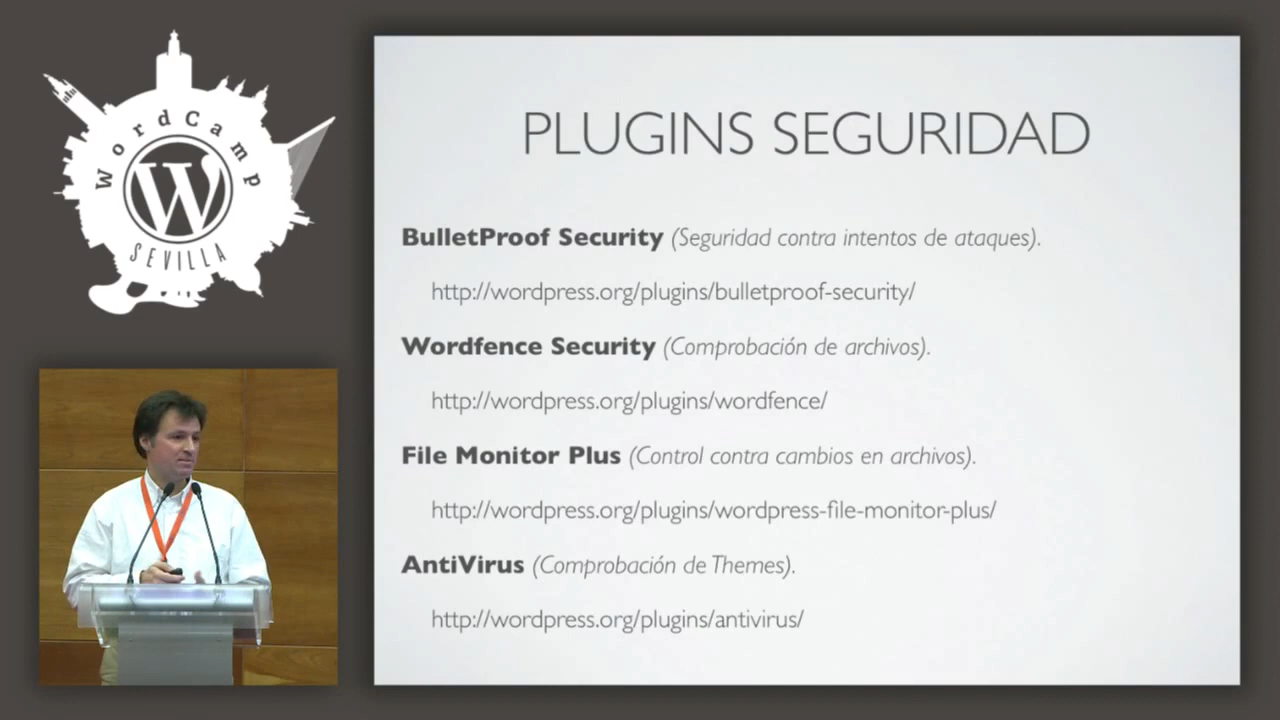 WordCamp
SEVILLA
PLUGINS SEGURIDAD
BulletProof Security (Seguridad contra intentos de ataques).
http://wordpress.org/plugins/bulletproof-security/
Wordfence Security (Comprobación de archivos).
http://wordpress.org/plugins/wordfence/
File Monitor Plus (Control contra cambios en archivos).
http://wordpress.org/plugins/wordpress-file-monitor-plus/
AntiVirus (Comprobación de Themes).
http://wordpress.org/plugins/antivirus/